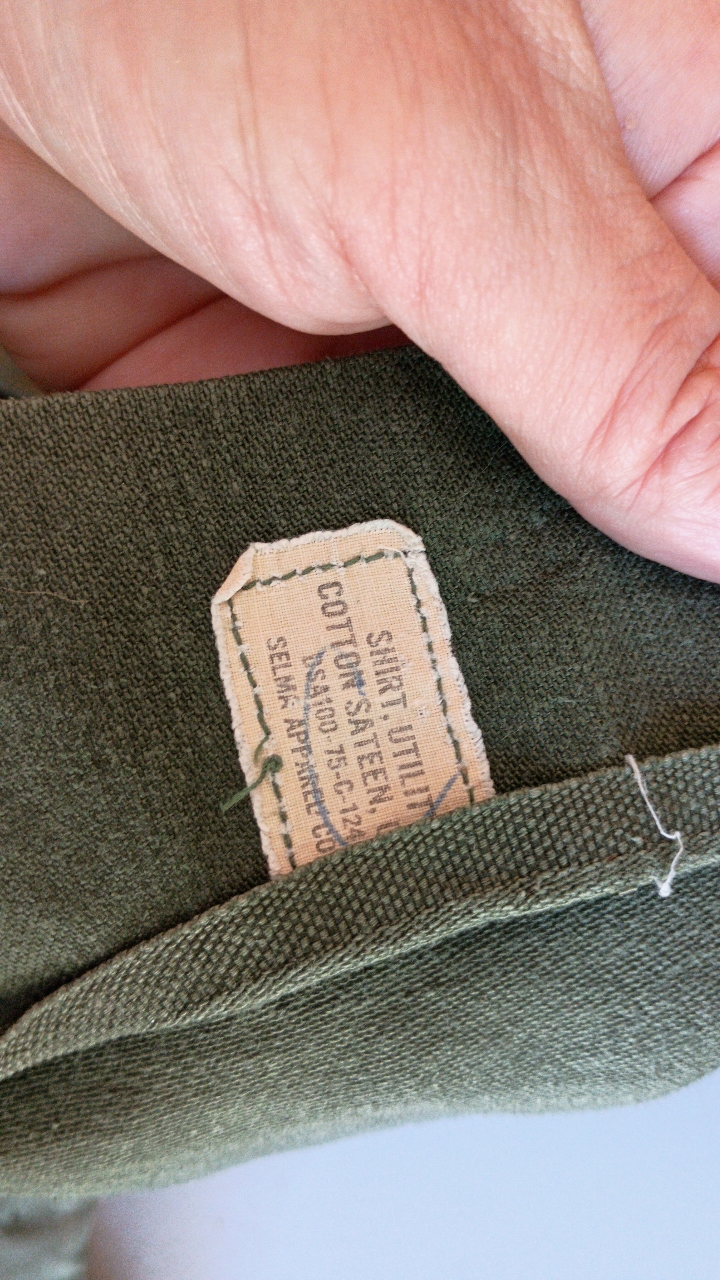 SHIRT, UTILIT
COTTON SATEEN,
DSA100-75-C-124
SELMA APPAREL CO